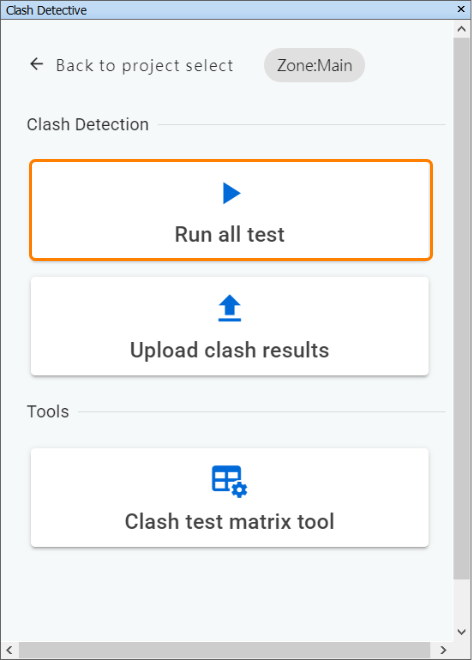 Clash Detective
Back to project select
Zone:Main
Clash Detection
Run all test
Upload clash results
Tools
Clash test matrix tool